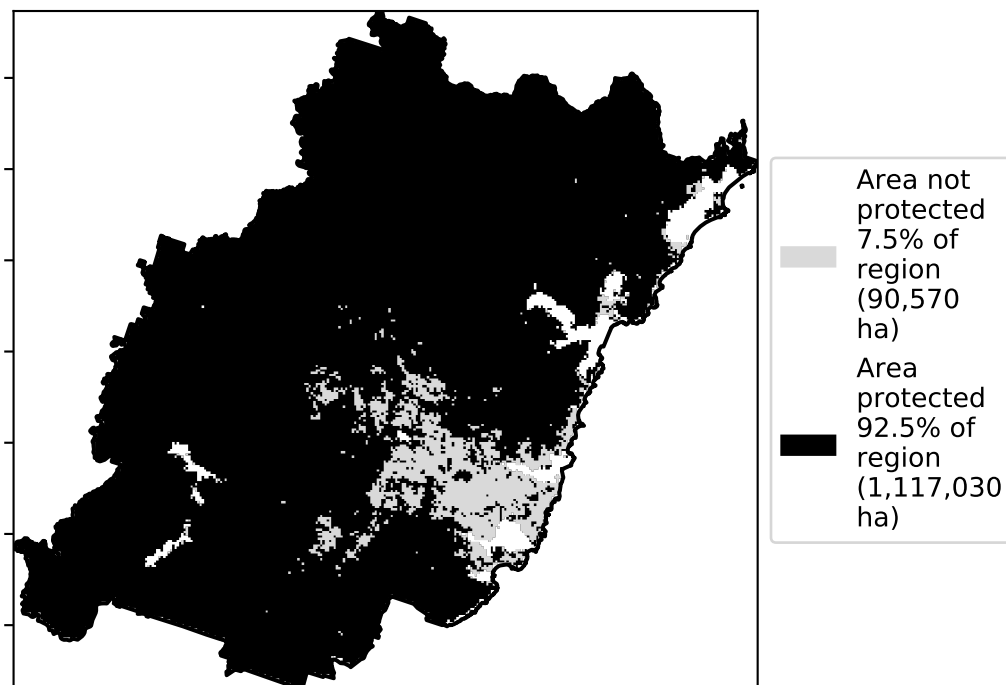 Area not
protected
7.5% of
region
(90,570
ha)
Area
protected
92.5% of
region
(1,117,030
ha)